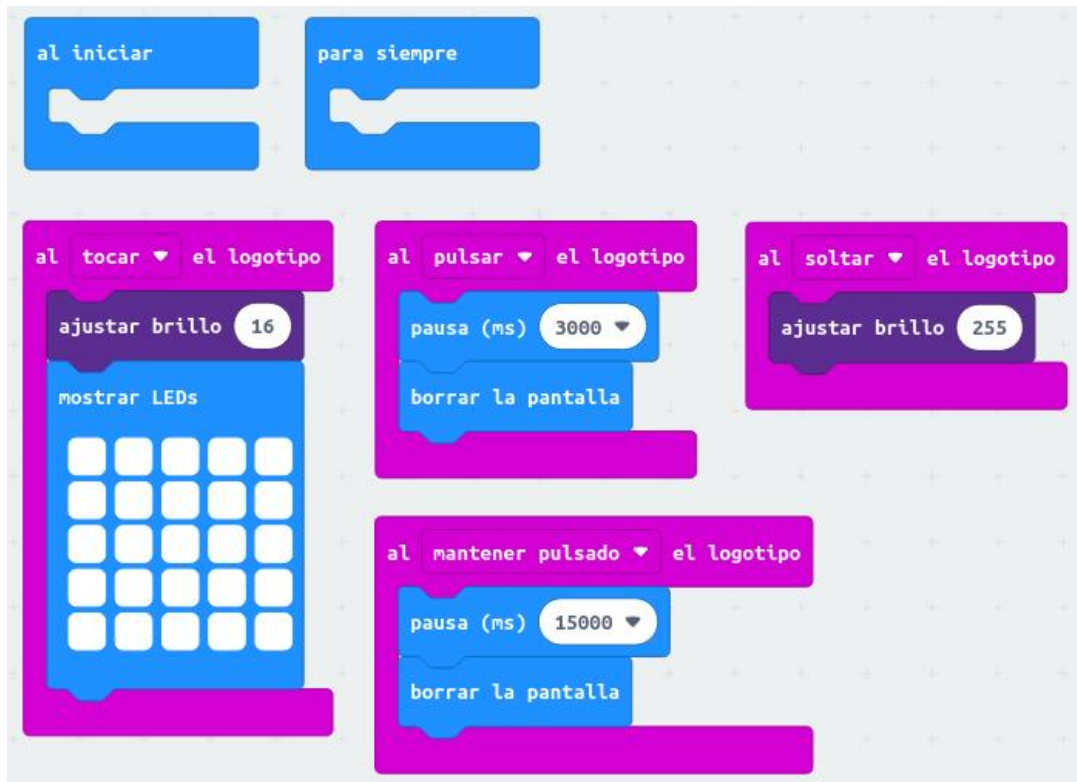 al iniciar
para siempre
al tocar el logotipo
ajustar brillo 16
mostrar LEDs
al pulsar el logotipo
pausa (ms) 3000
borrar la pantalla
al soltar el logotipo
ajustar brillo 255
al mantener pulsado el logotipo
pausa (ms) 15000
borrar la pantalla